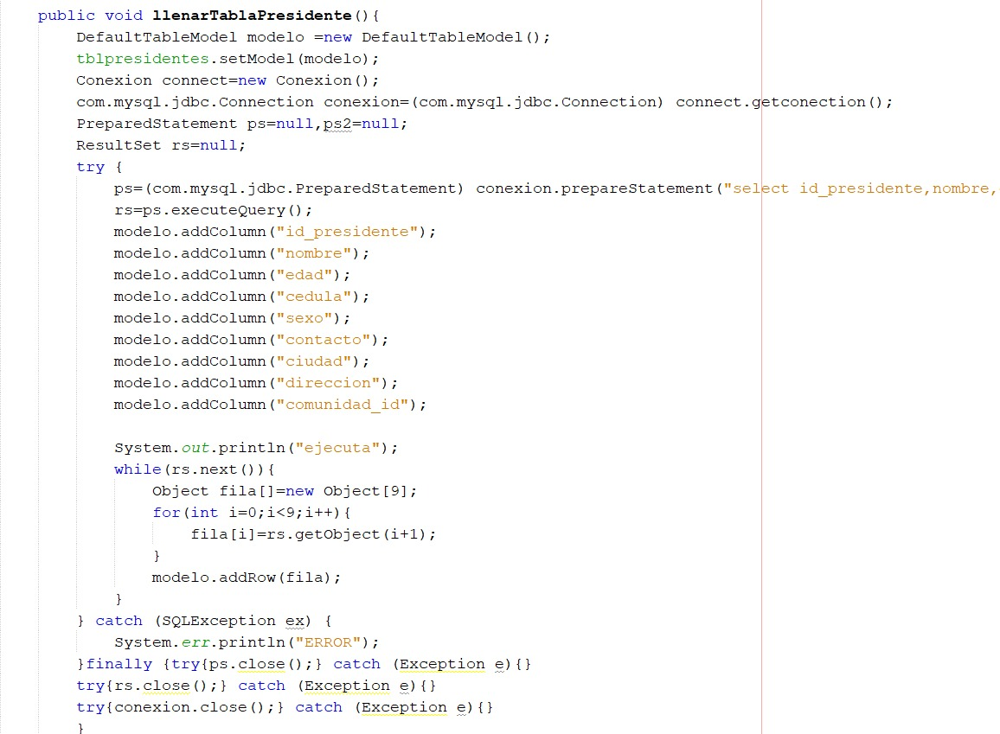 public void llenarTablaPresidente(){
DefaultTableModel modelo =new DefaultTableModel();
tblpresidentes.setModel(modelo);
Conexion connect=new Conexion();
com.mysql.jdbc.Connection conexion=(com.mysql.jdbc.Connection) connect.getconection();
PreparedStatement ps=null,ps2=null;
ResultSet rs=null;
try {
ps=(com.mysql.jdbc.PreparedStatement) conexion.prepareStatement("select id_presidente,nombre,
rs=ps.executeQuery();
modelo.addColumn("id_presidente");
modelo.addColumn("nombre");
modelo.addColumn("edad");
modelo.addColumn("cedula");
modelo.addColumn("sexo");
modelo.addColumn("contacto");
modelo.addColumn("ciudad");
modelo.addColumn("direccion");
modelo.addColumn("comunidad_id");
System.out.println("ejecuta");
while(rs.next()){
Object fila[]=new Object[9];
for(int i=0;i<9;i++){
fila[i]=rs.getObject(i+1);
}
modelo.addRow(fila);
}
} catch (SQLException ex) {
System.err.println("ERROR");
}finally {try{ps.close();} catch (Exception e){}
try{rs.close();} catch (Exception e){}
try{conexion.close();} catch (Exception e){}
}